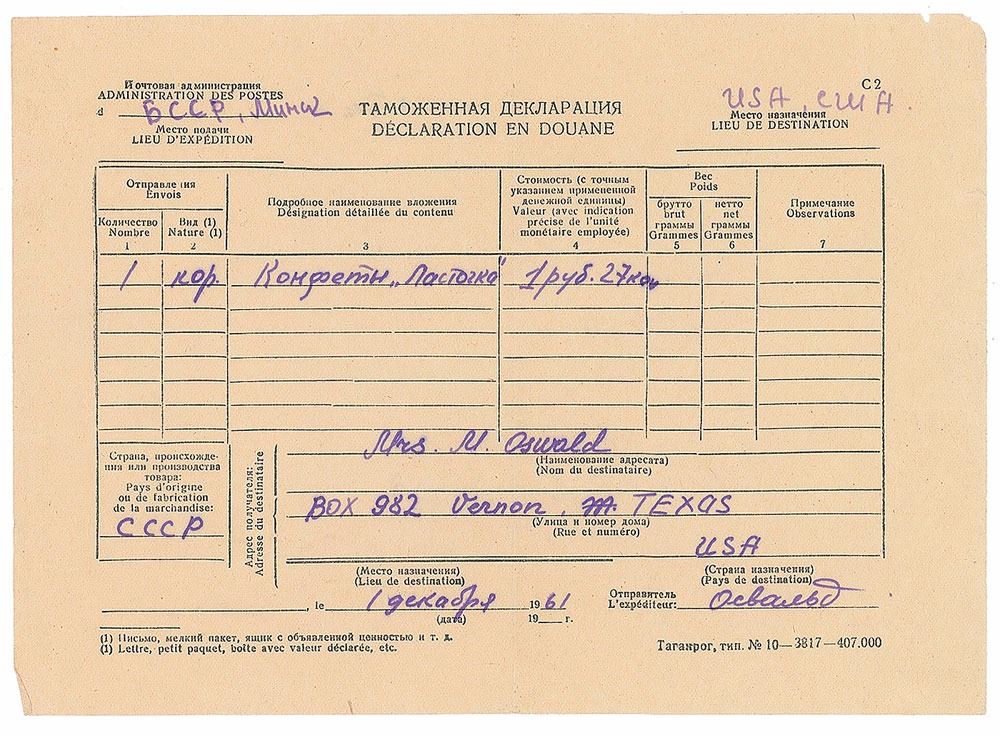 Почтовая администрация
ADMINISTRATION DES POSTES
d БССР, Минск
Место подачи
LIEU D'EXPÉDITION
ТАМОЖЕННАЯ ДЕКЛАРАЦИЯ
DÉCLARATION EN DOUANE
C 2
USA, США.
Место назначения
LIEU DE DESTINATION
Отправления
Envois
Количество
Nombre
1
Вид (1)
Nature (1)
2
Подробное наименование вложения
Désignation détaillée du contenu
3
Стоимость (с точным
указанием примененной
денежной единицы)
Valeur (avec indication
précise de l'unité
monétaire employée)
4
Вес
Poids
брутто
brut
граммы
Grammes
5
нетто
net
граммы
Grammes
6
Примечание
Observations
7
1 кор. Конфеты „Ласточка" 1 руб. 27 коп
Страна, происхожде-
ния или производства
товара:
Pays d'origine
ou de fabrication
de la marchandise:
СССР
Адрес получателя:
Adresse du destinataire
Mrs. M. Oswald
(Наименование адресата)
(Nom du destinataire)
BOX 982 Vernon, TEXAS
(Улица и номер дома)
(Rue et numéro)
USA
(Место назначения)
(Lieu de destination)
(Страна назначения)
(Pays de destination)
, le 1 декабря 1961
(дата) 19 г.
Отправитель
L'expéditeur: Освальд
(1) Письмо, мелкий пакет, ящик с объявленной ценностью и т. д.
(1) Lettre, petit paquet, boîte avec valeur déclarée, etc.
Таганрог, тип. № 10—3817—407.000